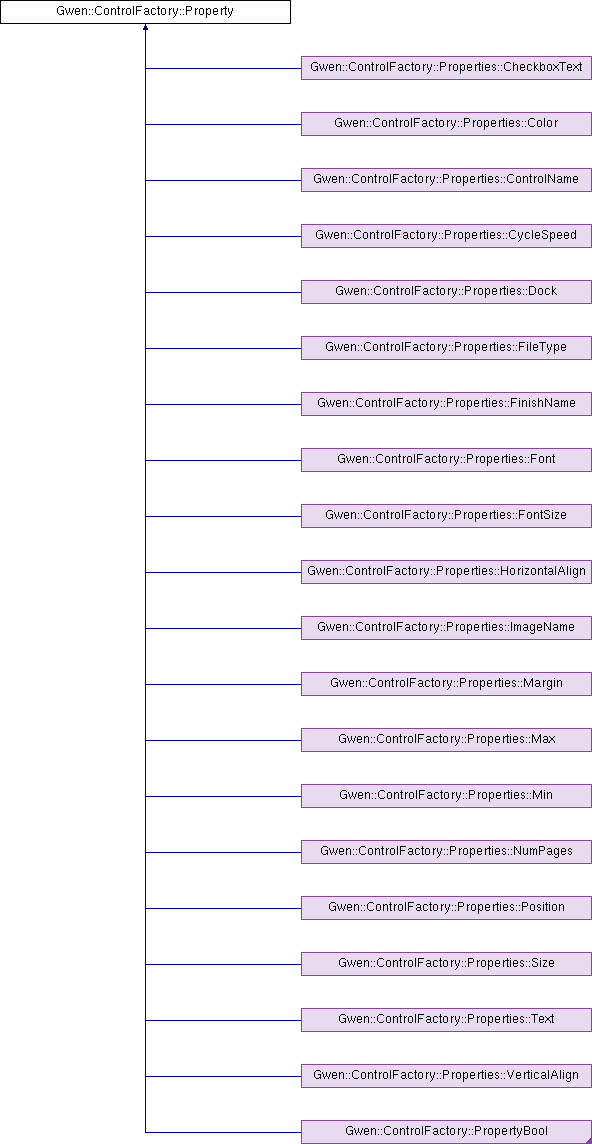 Gwen::ControlFactory::Property
Gwen::ControlFactory::Properties::CheckboxText
Gwen::ControlFactory::Properties::Color
Gwen::ControlFactory::Properties::ControlName
Gwen::ControlFactory::Properties::CycleSpeed
Gwen::ControlFactory::Properties::Dock
Gwen::ControlFactory::Properties::FileType
Gwen::ControlFactory::Properties::FinishName
Gwen::ControlFactory::Properties::Font
Gwen::ControlFactory::Properties::FontSize
Gwen::ControlFactory::Properties::HorizontalAlign
Gwen::ControlFactory::Properties::ImageName
Gwen::ControlFactory::Properties::Margin
Gwen::ControlFactory::Properties::Max
Gwen::ControlFactory::Properties::Min
Gwen::ControlFactory::Properties::NumPages
Gwen::ControlFactory::Properties::Position
Gwen::ControlFactory::Properties::Size
Gwen::ControlFactory::Properties::Text
Gwen::ControlFactory::Properties::VerticalAlign
Gwen::ControlFactory::PropertyBool